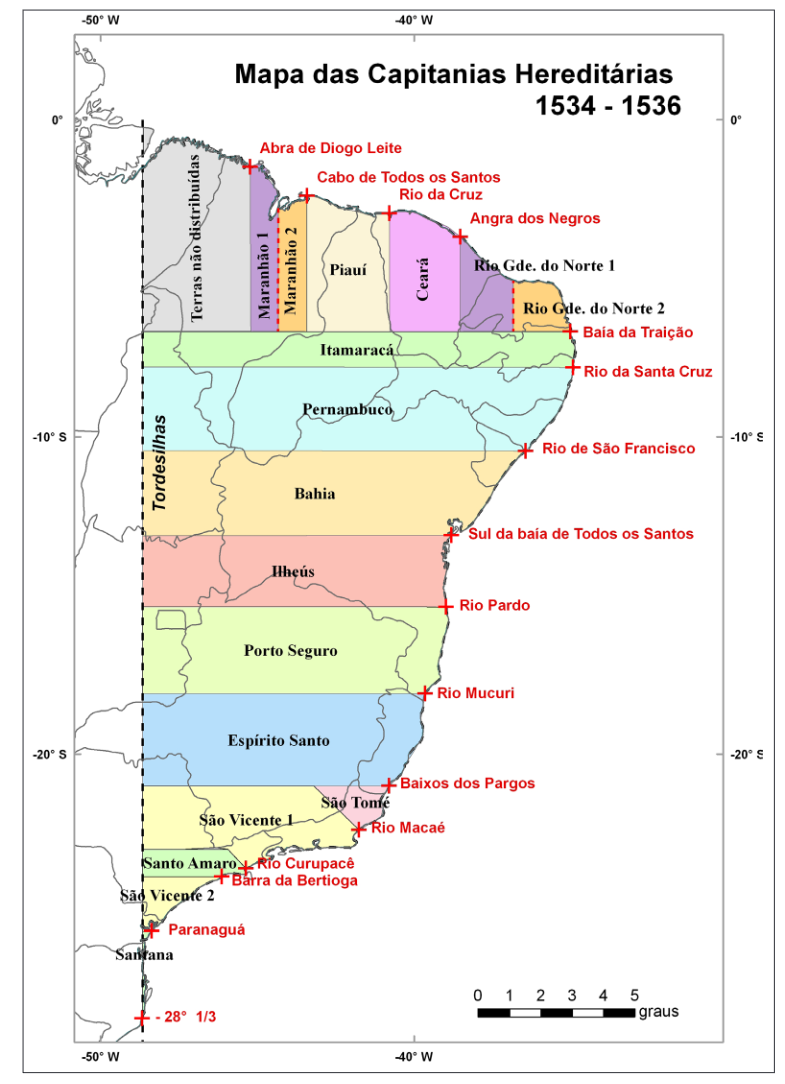 -50° W
-40° W
Mapa das Capitanias Hereditárias
1534 - 1536
0°
0°
Abra de Diogo Leite
Cabo de Todos os Santos
Rio da Cruz
Angra dos Negros
Terras não distribuídas
Maranhão 1
Maranhão 2
Piauí
Ceará
Rio Gde. do Norte 1
Rio Gde. do Norte 2
Baía da Traição
Itamaracá
Rio da Santa Cruz
Pernambuco
Tordesilhas
-10° S
-10° S
Rio de São Francisco
Bahia
Sul da baía de Todos os Santos
Ilheús
Rio Pardo
Porto Seguro
Rio Mucuri
Espírito Santo
-20° S
-20° S
Baixos dos Pargos
São Tomé
São Vicente 1
Rio Macaé
Santo Amaro
Rio Curupacê
Barra da Bertioga
São Vicente 2
Paranaguá
Santana
- 28° 1/3
0 1 2 3 4 5
graus
-50° W
-40° W